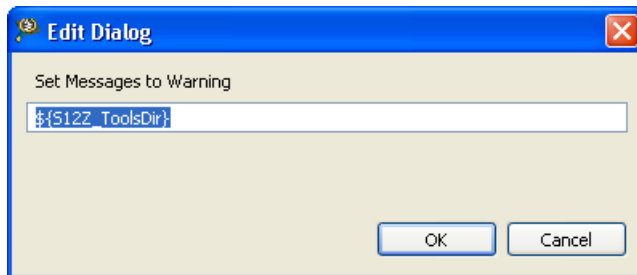 Edit Dialog
Set Messages to Warning
${S12Z_ToolsDir}
OK
Cancel